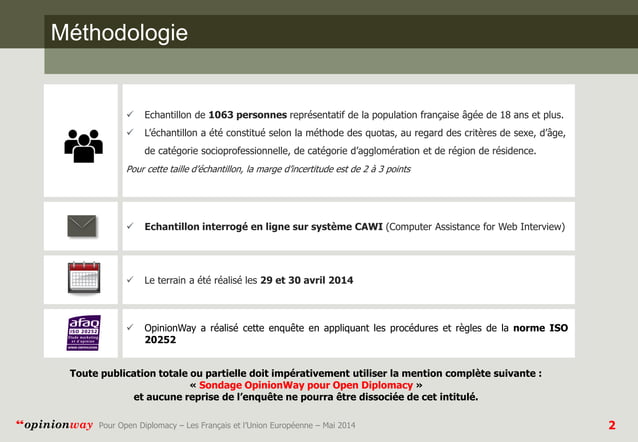 Méthodologie
✓ Echantillon de 1063 personnes représentatif de la population française âgée de 18 ans et plus.
✓ L'échantillon a été constitué selon la méthode des quotas, au regard des critères de sexe, d'âge,
de catégorie socioprofessionnelle, de catégorie d'agglomération et de région de résidence.
Pour cette taille d'échantillon, la marge d'incertitude est de 2 à 3 points
✓ Echantillon interrogé en ligne sur système CAWI (Computer Assistance for Web Interview)
✓ Le terrain a été réalisé les 29 et 30 avril 2014
afaq
ISO 20252
Etude marketing
et d'opinion
AFNOR CERTIFICATION
✓ OpinionWay a réalisé cette enquête en appliquant les procédures et règles de la norme ISO
20252
Toute publication totale ou partielle doit impérativement utiliser la mention complète suivante :
« Sondage OpinionWay pour Open Diplomacy »
et aucune reprise de l'enquête ne pourra être dissociée de cet intitulé.
“opinionway Pour Open Diplomacy – Les Français et l'Union Européenne – Mai 2014
2